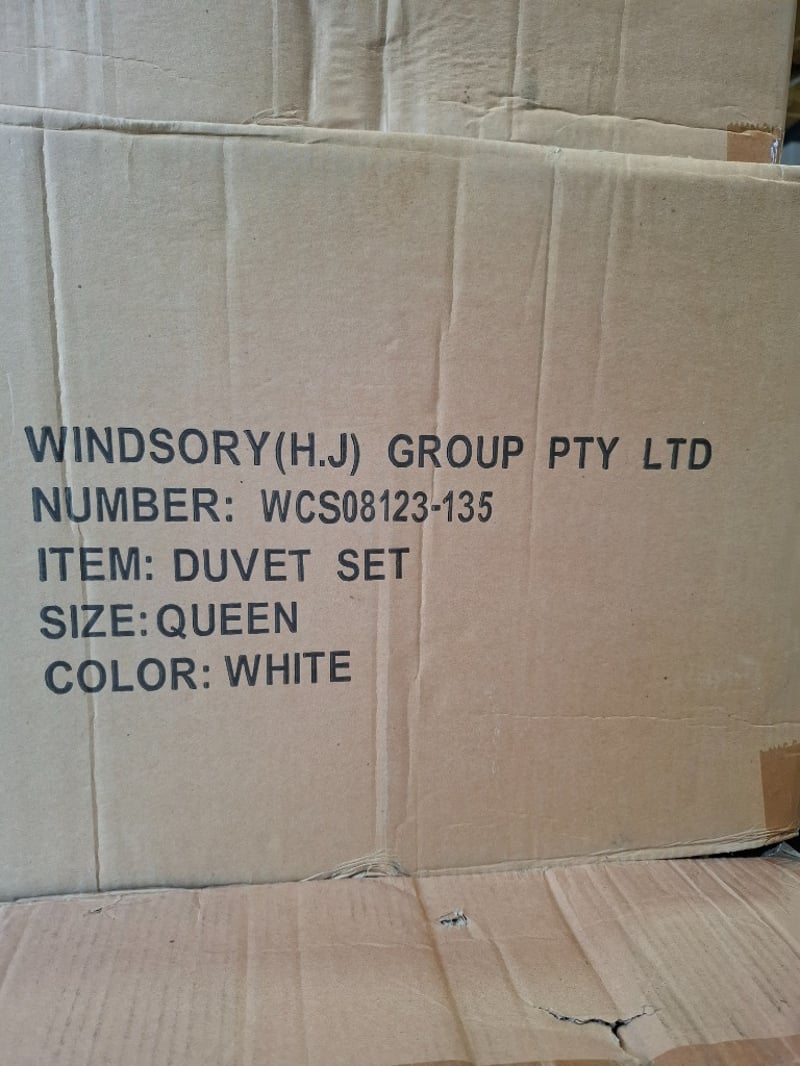 WINDSORY(H.J) GROUP PTY LTD
NUMBER: WCS08123-135
ITEM: DUVET SET
SIZE:QUEEN
COLOR: WHITE